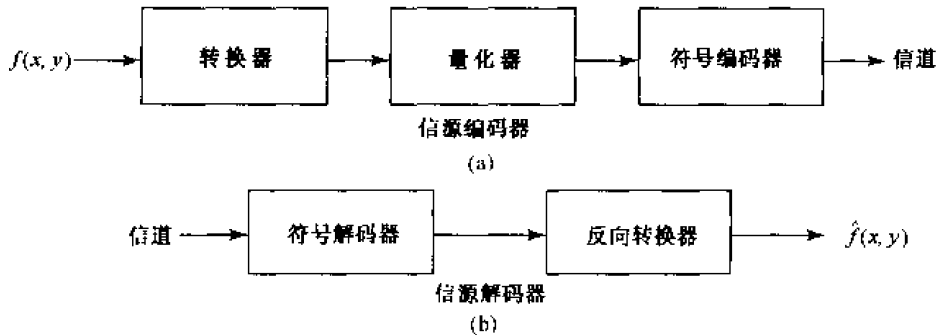 f(x, y) 转换器 量化器 符号编码器 信道
信源编码器
(a)
信道 符号解码器 反向转换器 f̂(x, y)
信源解码器
(b)